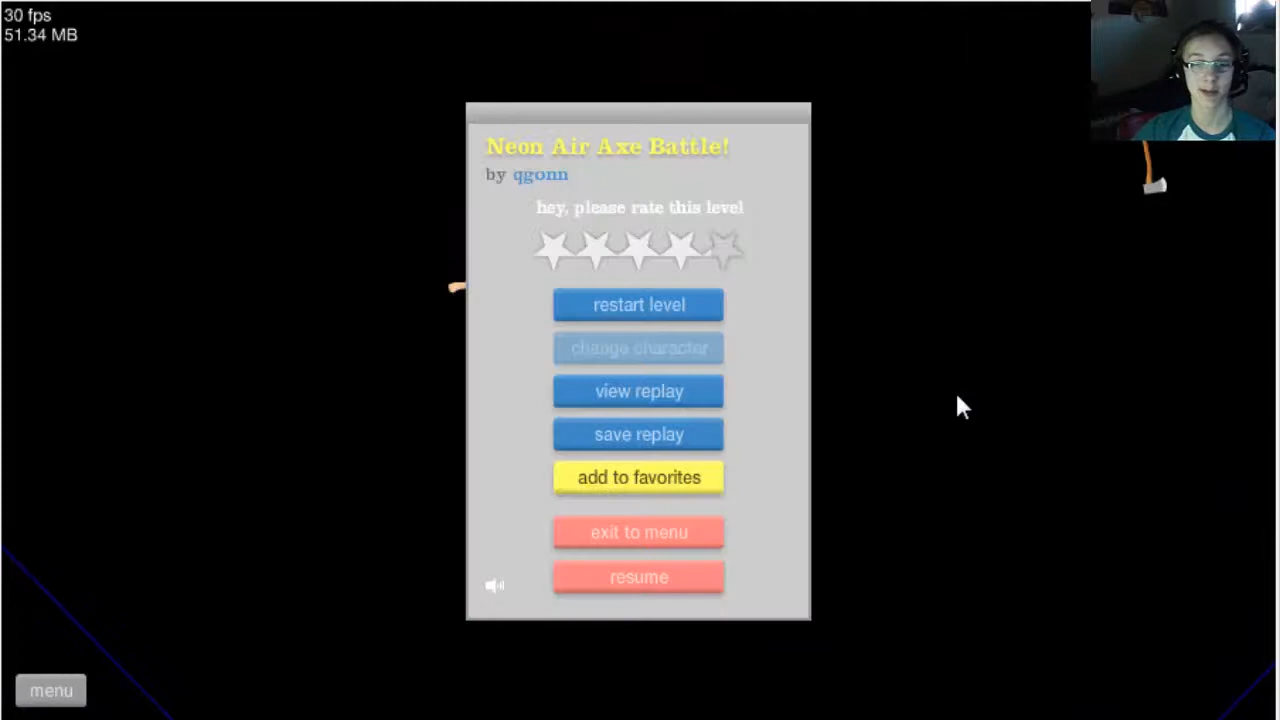 30 fps
51.34 MB
Neon Air Axe Battle!
by qgonn
hey, please rate this level
restart level
change character
view replay
save replay
add to favorites
exit to menu
resume
menu